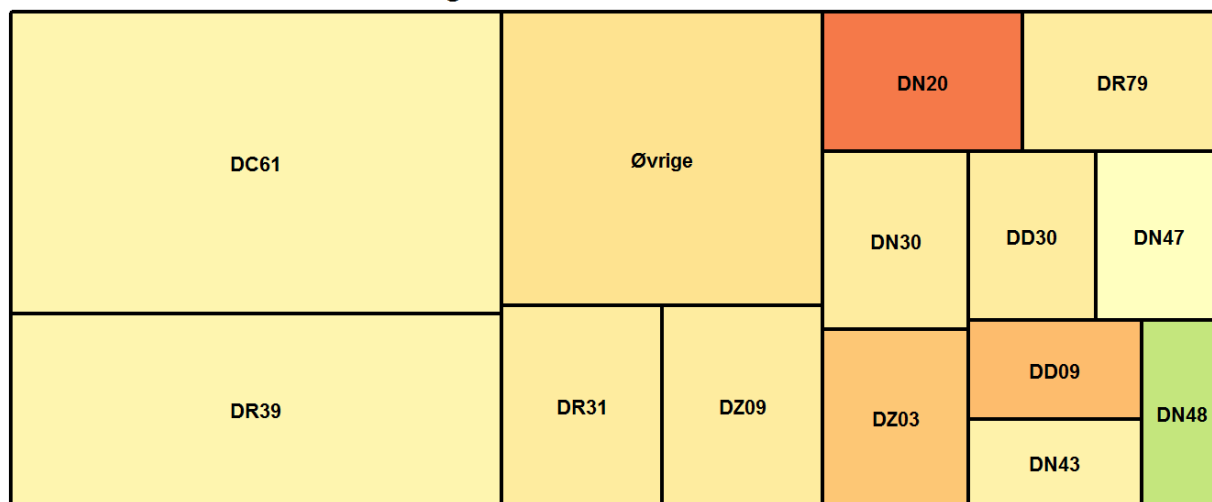 DC61
Øvrige
DN20
DR79
DN30
DD30
DN47
DR39
DR31
DZ09
DZ03
DD09
DN48
DN43